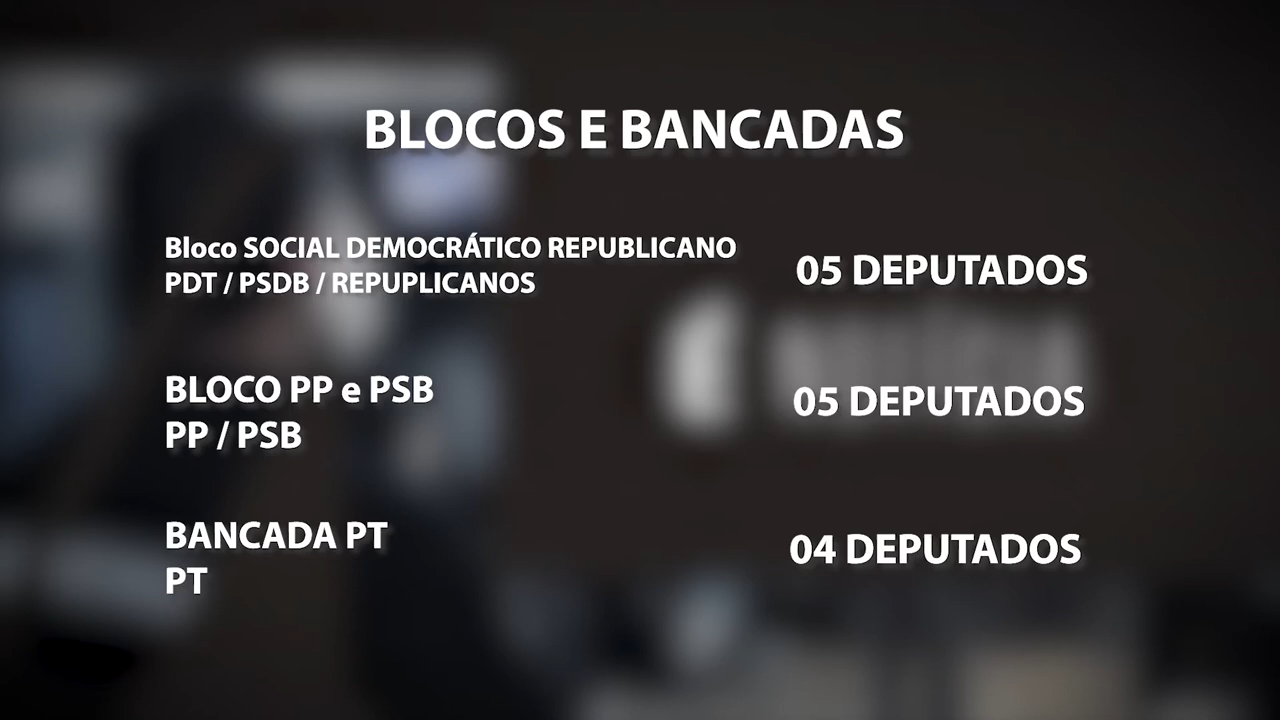 BLOCOS E BANCADAS
Bloco SOCIAL DEMOCRÁTICO REPUBLICANO
PDT / PSDB / REPUPLICANOS
05 DEPUTADOS
BLOCO PP e PSB
PP / PSB
05 DEPUTADOS
BANCADA PT
PT
04 DEPUTADOS